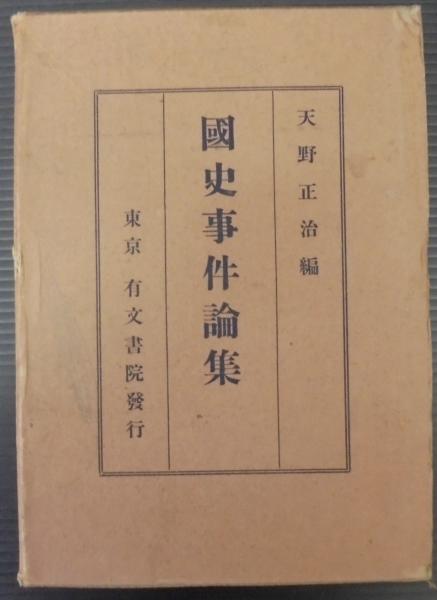 天野正治編
國史事件論集
東京 有文書院發行